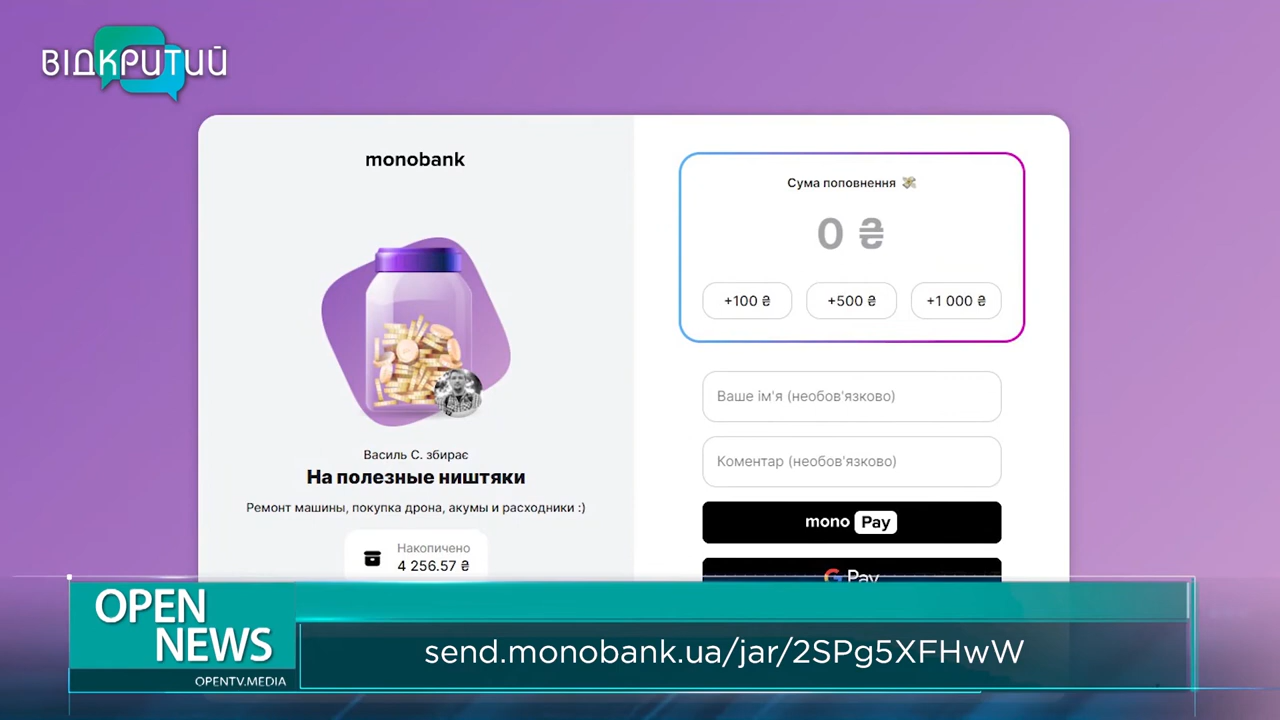 ВІДКРИТИЙ
monobank
Василь С. збирає
На полезные ништяки
Ремонт машины, покупка дрона, акумы и расходники :)
Накопичено
4 256.57 ₴
Сума поповнення 💸
0 ₴
+100 ₴
+500 ₴
+1 000 ₴
Ваше ім'я (необов'язково)
Коментар (необов'язково)
mono Pay
G Pay
OPEN
NEWS
OPENTV.MEDIA
send.monobank.ua/jar/2SPg5XFHwW